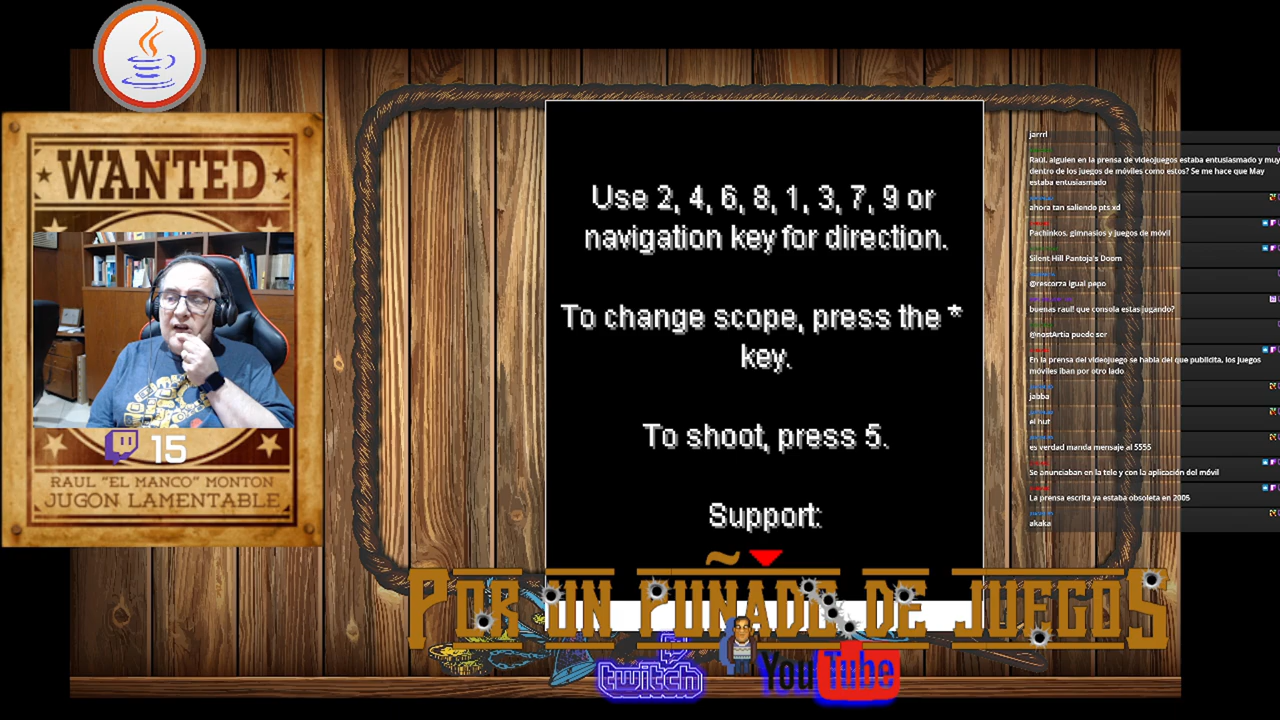 WANTED
15
RAUL "EL MANCO" MONTON
JUGON LAMENTABLE
Use 2, 4, 6, 8, 1, 3, 7, 9 or
navigation key for direction.
To change scope, press the *
key.
To shoot, press 5.
Support:
POR UN PUÑADO DE JUEGOS
twitch
YouTube
jarrrl
Raúl, alguien en la prensa de videojuegos estaba entusiasmado y muy
dentro de los juegos de móviles como estos? Se me hace que May
estaba entusiasmado
ahora tan saliendo pts xd
Pachinkos, gimnasios y juegos de móvil
Silent Hill Pantoja's Doom
@rescorza igual pepo
buenas raul! que consola estas jugando?
@nostArtia puede ser
En la prensa del videojuego se habla del que publicita, los juegos
móviles iban por otro lado
jabba
el hut
es verdad manda mensaje al 5555
Se anunciaban en la tele y con la aplicación del móvil
La prensa escrita ya estaba obsoleta en 2005
akaka